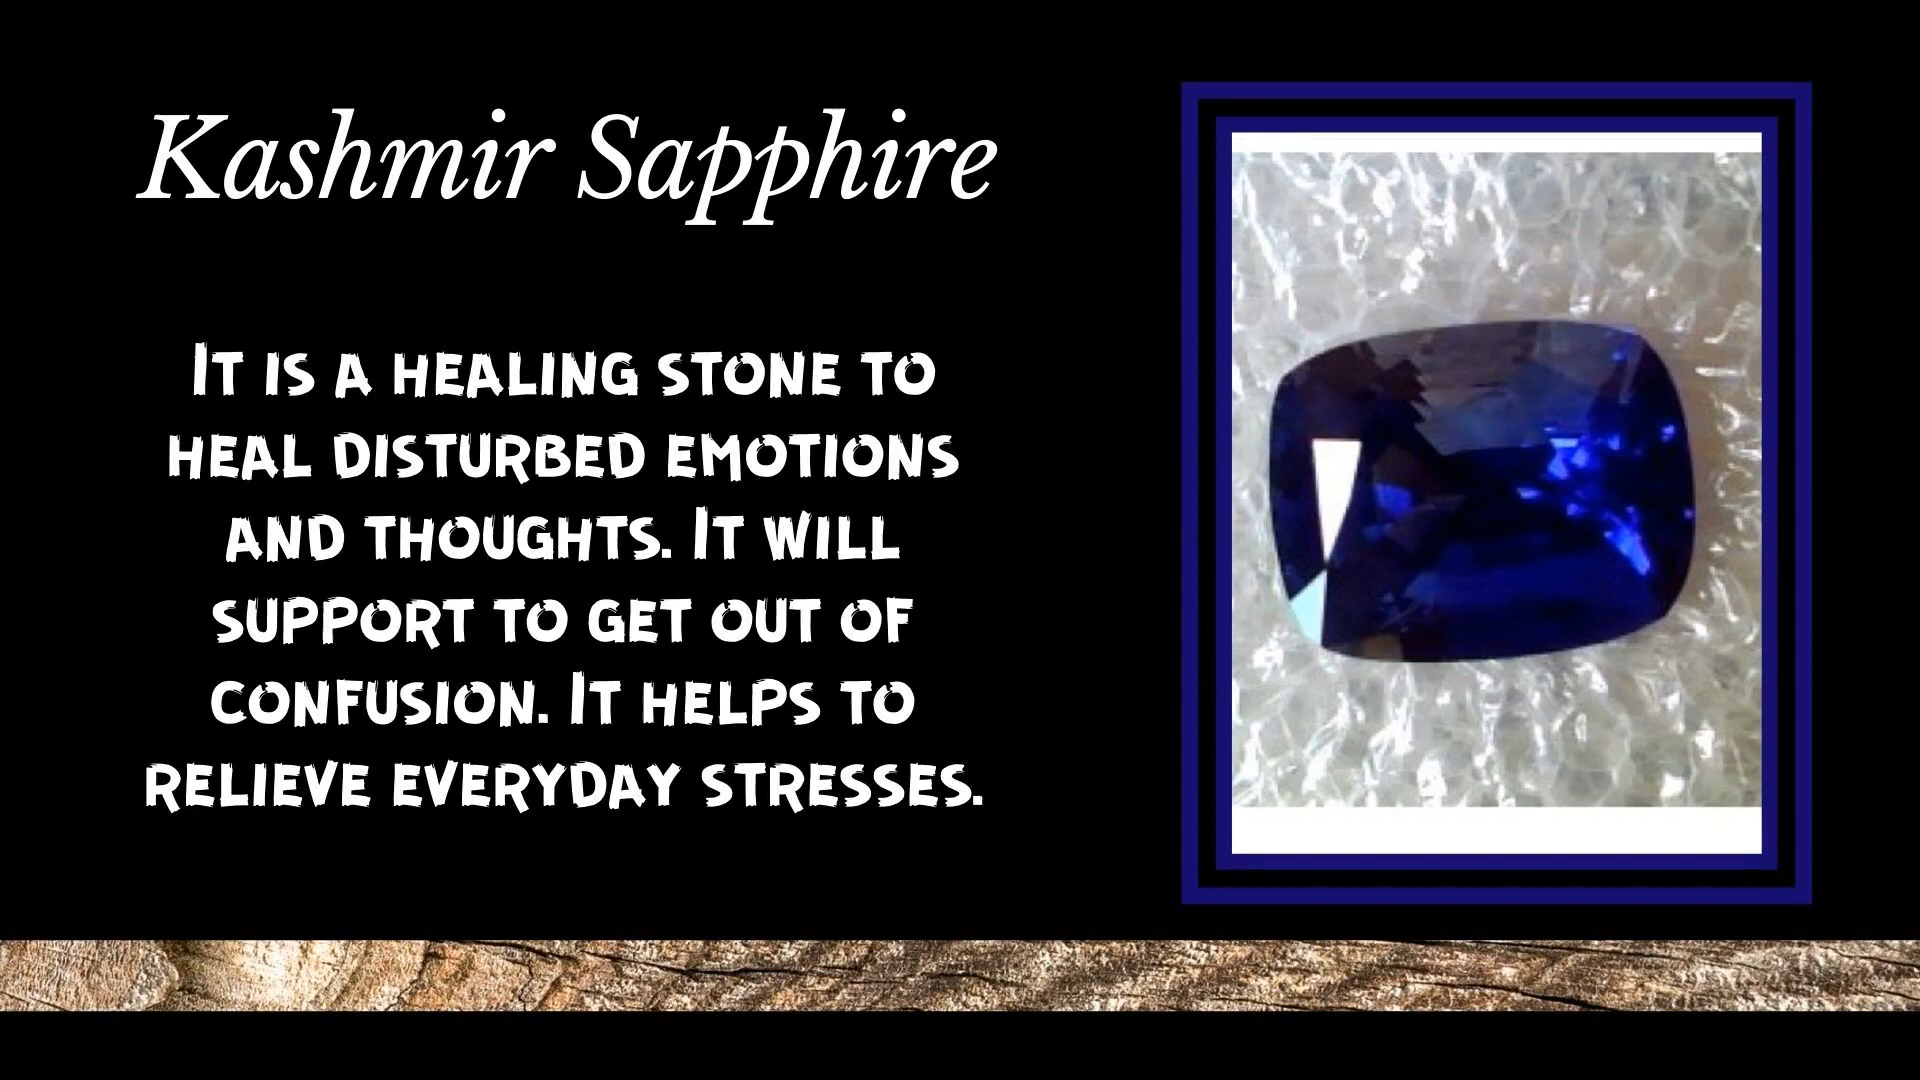 Kashmir Sapphire
It is a healing stone to
heal disturbed emotions
and thoughts. It will
support to get out of
confusion. It helps to
relieve everyday stresses.